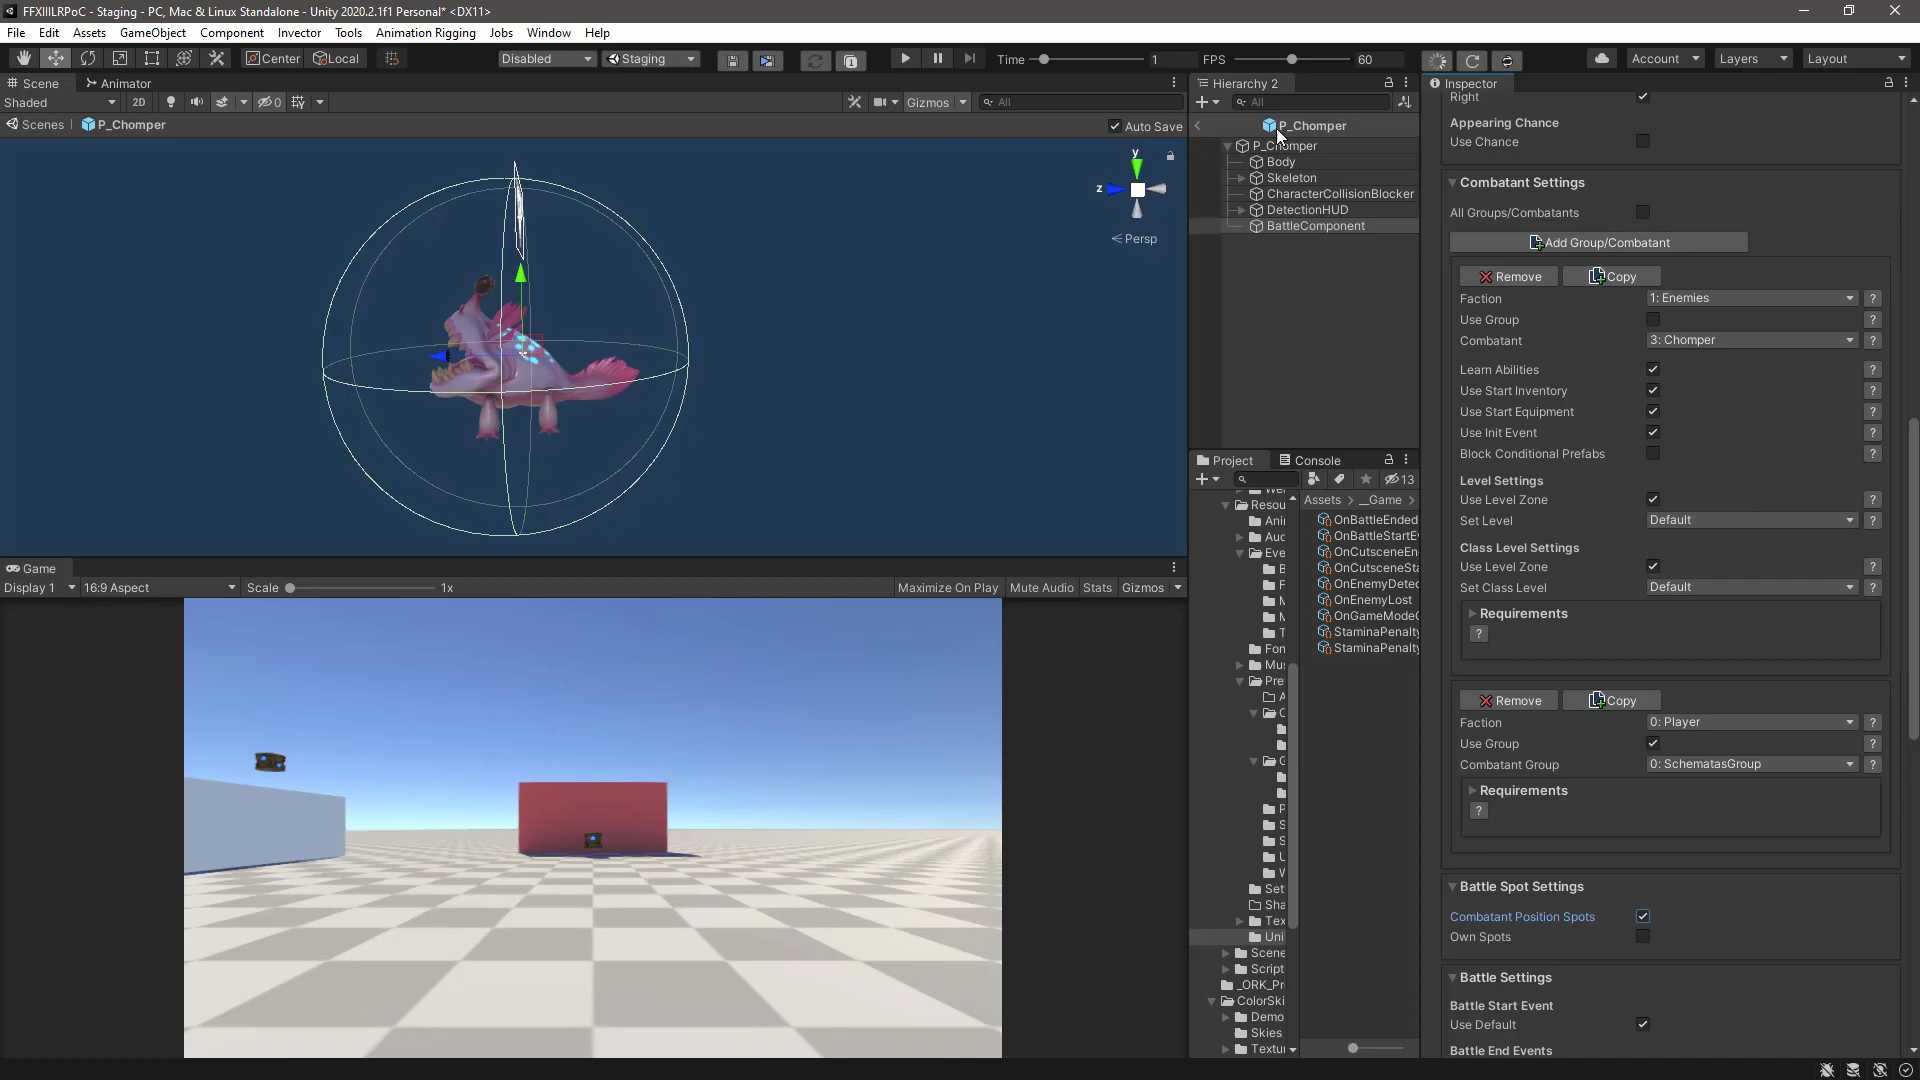 FFXIIILRPoC - Staging - PC, Mac & Linux Standalone - Unity 2020.2.1f1 Personal* <DX11>
File Edit Assets GameObject Component Invector Tools Animation Rigging Jobs Window Help
Center Local Disabled Staging Time 1 FPS 60 Account Layers Layout
Scene Animator
Shaded 2D 0 Gizmos All
Scenes P_Chomper Auto Save
y
z
Persp
Game
Display 1 16:9 Aspect Scale 1x Maximize On Play Mute Audio Stats Gizmos
Hierarchy 2
All
P_Chomper
P_Chomper
Body
Skeleton
CharacterCollisionBlocker
DetectionHUD
BattleComponent
Project Console
13
Resou
Ani
Aud
Eve
B
F
M
M
T
Fon
Mus
Pre
A
C
G
P
S
S
U
V
Set
Sha
Tex
Uni
Scene
Script
_ORK_Pr
ColorSki
Demo
Skies
Textu
Assets > __Game >
OnBattleEnded
OnBattleStartE
OnCutsceneEn
OnCutsceneSta
OnEnemyDetec
OnEnemyLost
OnGameModeC
StaminaPenalty
StaminaPenalty
Inspector
Right
Appearing Chance
Use Chance
Combatant Settings
All Groups/Combatants
Add Group/Combatant
Remove Copy
Faction 1: Enemies ?
Use Group ?
Combatant 3: Chomper ?
Learn Abilities ?
Use Start Inventory ?
Use Start Equipment ?
Use Init Event ?
Block Conditional Prefabs ?
Level Settings
Use Level Zone ?
Set Level Default ?
Class Level Settings
Use Level Zone ?
Set Class Level Default ?
Requirements
?
Remove Copy
Faction 0: Player ?
Use Group ?
Combatant Group 0: SchematasGroup ?
Requirements
?
Battle Spot Settings
Combatant Position Spots
Own Spots
Battle Settings
Battle Start Event
Use Default
Battle End Events